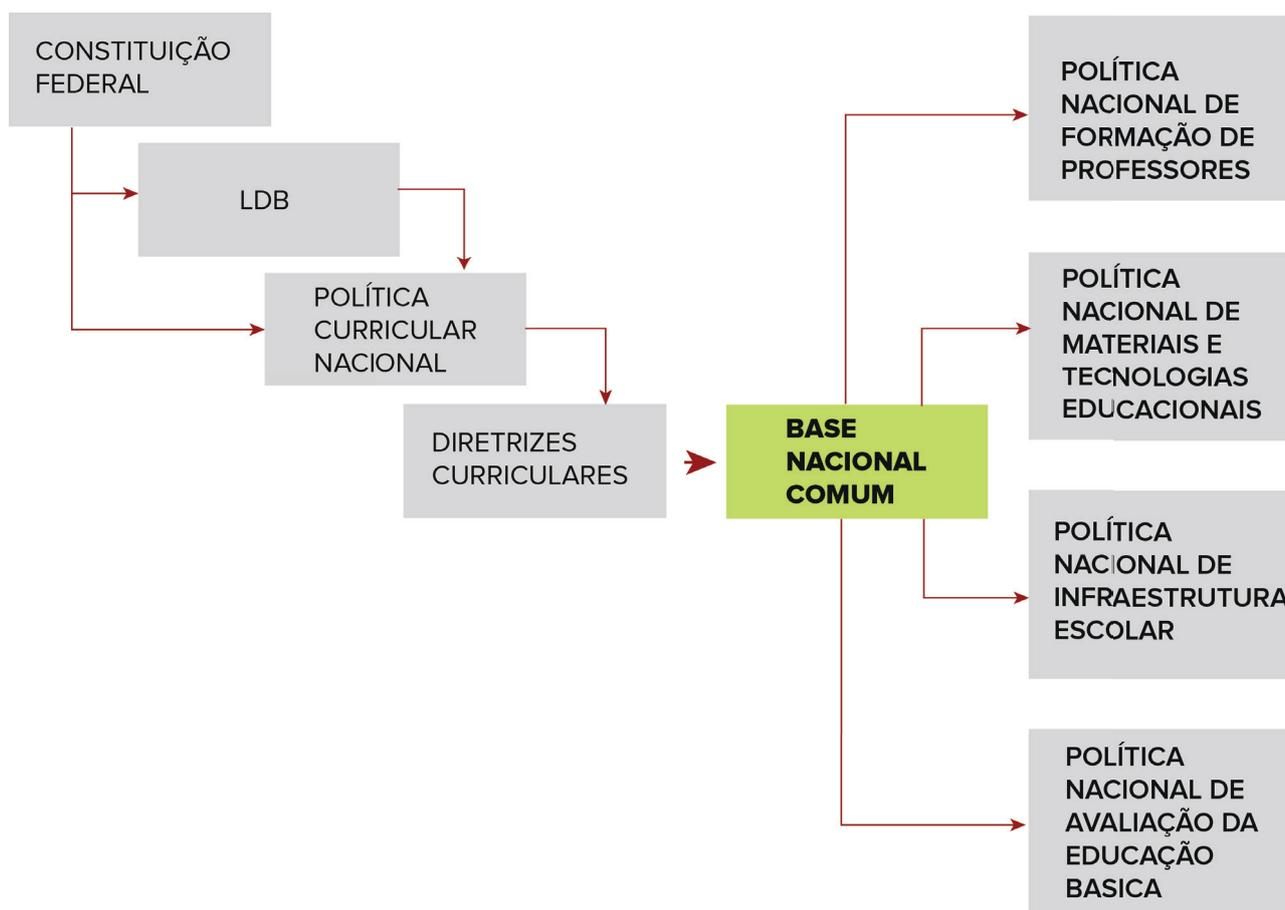 CONSTITUIÇÃO
FEDERAL
LDB
POLÍTICA
CURRICULAR
NACIONAL
DIRETRIZES
CURRICULARES
BASE
NACIONAL
COMUM
POLÍTICA
NACIONAL DE
FORMAÇÃO DE
PROFESSORES
POLÍTICA
NACIONAL DE
MATERIAIS E
TECNOLOGIAS
EDUCACIONAIS
POLÍTICA
NACIONAL DE
INFRAESTRUTURA
ESCOLAR
POLÍTICA
NACIONAL DE
AVALIAÇÃO DA
EDUCAÇÃO
BASICA